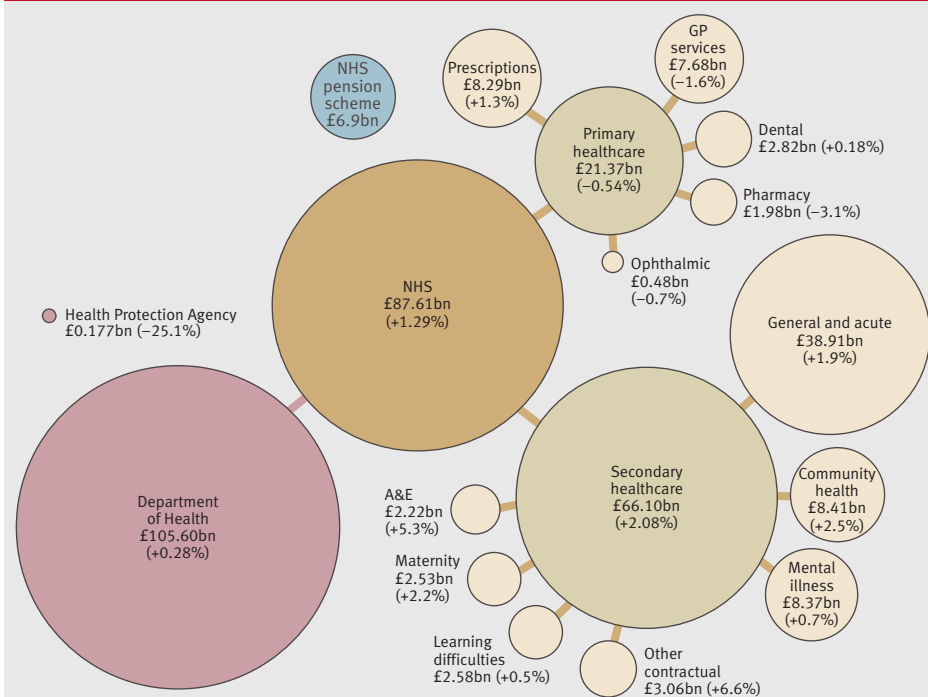 NHS
pension
scheme
£6.9bn
Prescriptions
£8.29bn
(+1.3%)
GP
services
£7.68bn
(−1.6%)
Primary
healthcare
£21.37bn
(−0.54%)
Dental
£2.82bn (+0.18%)
Pharmacy
£1.98bn (−3.1%)
Ophthalmic
£0.48bn
(−0.7%)
NHS
£87.61bn
(+1.29%)
Health Protection Agency
£0.177bn (−25.1%)
General and acute
£38.91bn
(+1.9%)
Department
of Health
£105.60bn
(+0.28%)
Secondary
healthcare
£66.10bn
(+2.08%)
A&E
£2.22bn
(+5.3%)
Community
health
£8.41bn
(+2.5%)
Maternity
£2.53bn
(+2.2%)
Mental
illness
£8.37bn
(+0.7%)
Learning
difficulties
£2.58bn (+0.5%)
Other
contractual
£3.06bn (+6.6%)